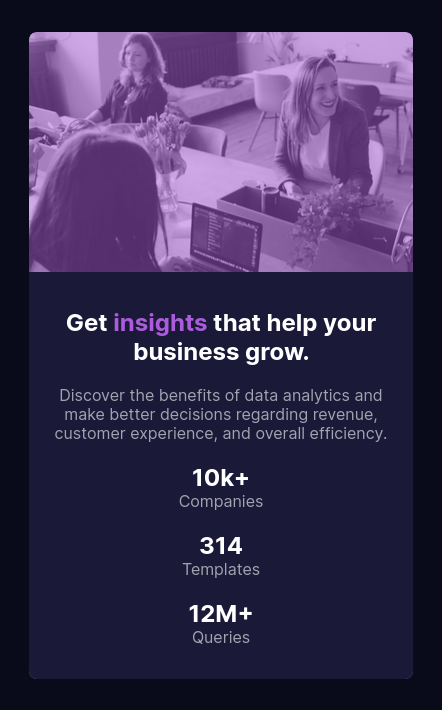 Get insights that help your
business grow.
Discover the benefits of data analytics and
make better decisions regarding revenue,
customer experience, and overall efficiency.
10k+
Companies
314
Templates
12M+
Queries